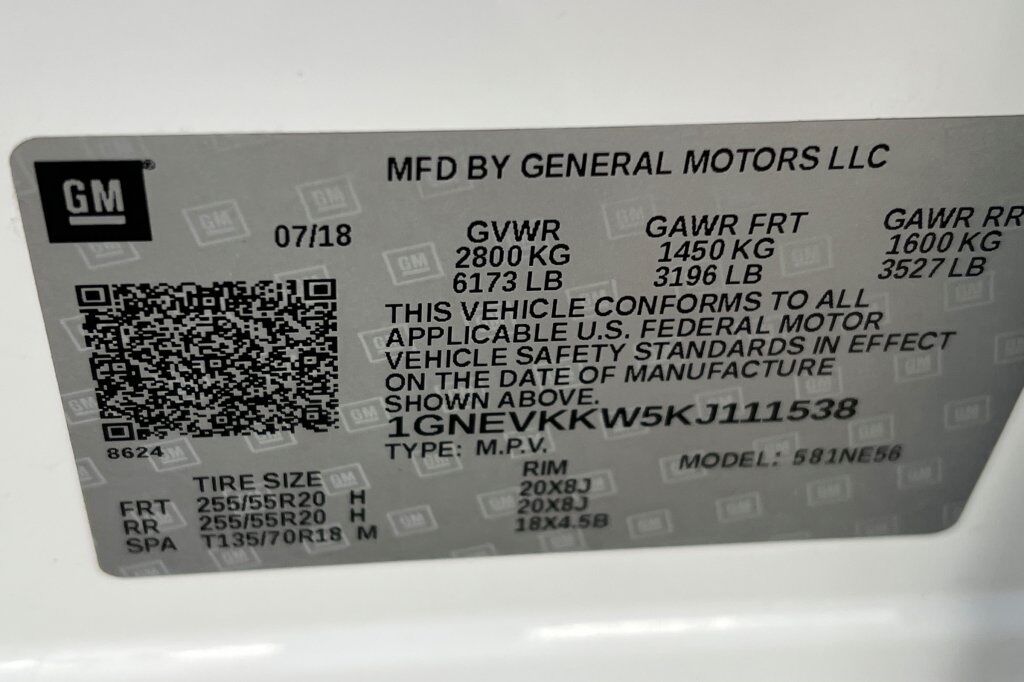 GM
MFD BY GENERAL MOTORS LLC
07/18
GVWR GAWR FRT GAWR RR
2800 KG 1450 KG 1600 KG
6173 LB 3196 LB 3527 LB
THIS VEHICLE CONFORMS TO ALL
APPLICABLE U.S. FEDERAL MOTOR
VEHICLE SAFETY STANDARDS IN EFFECT
ON THE DATE OF MANUFACTURE
SHOWN ABOVE.
1GNEVKKW5KJ111538
8624
TYPE: M.P.V. MODEL: 581NE56
TIRE SIZE RIM
FRT 255/55R20 H 20X8J
RR 255/55R20 H 20X8J
SPA T135/70R18 M 18X4.5B